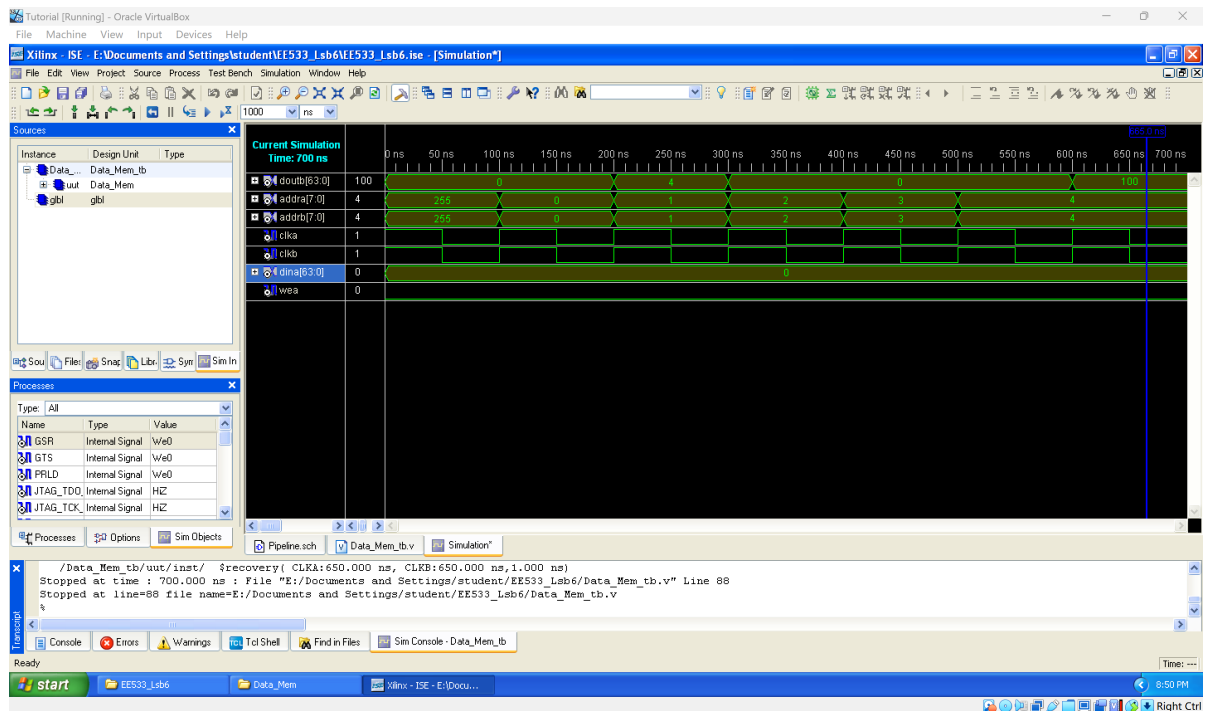 Tutorial [Running] - Oracle VirtualBox
File Machine View Input Devices Help
Xilinx - ISE - E:\Documents and Settings\student\EE533_Lsb6\EE533_Lsb6.ise - [Simulation*]
File Edit View Project Source Process Test Bench Simulation Window Help
1000 ns
Sources
Instance Design Unit Type
Data_... Data_Mem_tb
uut Data_Mem
glbl glbl
Sou Files Snap Libr. Sym Sim In
Processes
Type: All
Name Type Value
GSR Internal Signal We0
GTS Internal Signal We0
PRLD Internal Signal We0
JTAG_TDO_ Internal Signal HiZ
JTAG_TCK_ Internal Signal HiZ
Processes Options Sim Objects
Current Simulation
Time: 700 ns
0 ns 50 ns 100 ns 150 ns 200 ns 250 ns 300 ns 350 ns 400 ns 450 ns 500 ns 550 ns 600 ns 650 ns 700 ns
doutb[63:0] 100 0 4 0 100
addra[7:0] 4 255 0 1 2 3 4
addrb[7:0] 4 255 0 1 2 3 4
clka 1
clkb 1
dina[63:0] 0 0
wea 0
Pipeline.sch Data_Mem_tb.v Simulation*
/Data_Mem_tb/uut/inst/ $recovery( CLKA:650.000 ns, CLKB:650.000 ns,1.000 ns)
Stopped at time : 700.000 ns : File "E:/Documents and Settings/student/EE533_Lsb6/Data_Mem_tb.v" Line 88
Stopped at line=88 file name=E:/Documents and Settings/student/EE533_Lsb6/Data_Mem_tb.v
%
Transcript
Console Errors Warnings Tcl Shell Find in Files Sim Console - Data_Mem_tb
Ready Time: ---
start EE533_Lsb6 Data_Mem Xilinx - ISE - E:\Docu... 8:50 PM
Right Ctrl